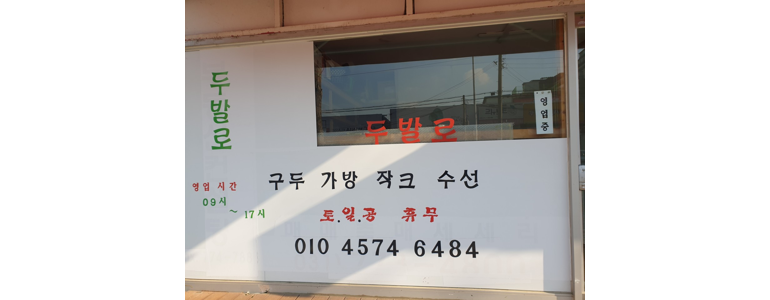 두발로
두발로
영업중
구두 가방 작크 수선
영업 시간
09시
~ 17시
토.일.공 휴무
010 4574 6484